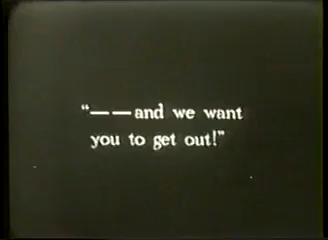 “— —and we want
you to get out!”